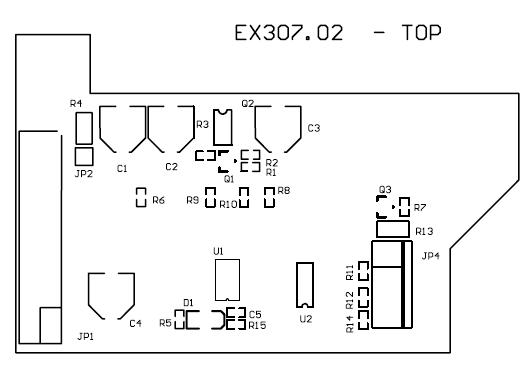 EX307.02 - TOP
R4
Q2
R3
C3
C1
C2
R2
R1
JP2
Q1
R6
R9
R10
R8
Q3
R7
R13
U1
JP4
R11
D1
R12
C5
R5
R15
R14
C4
U2
JP1